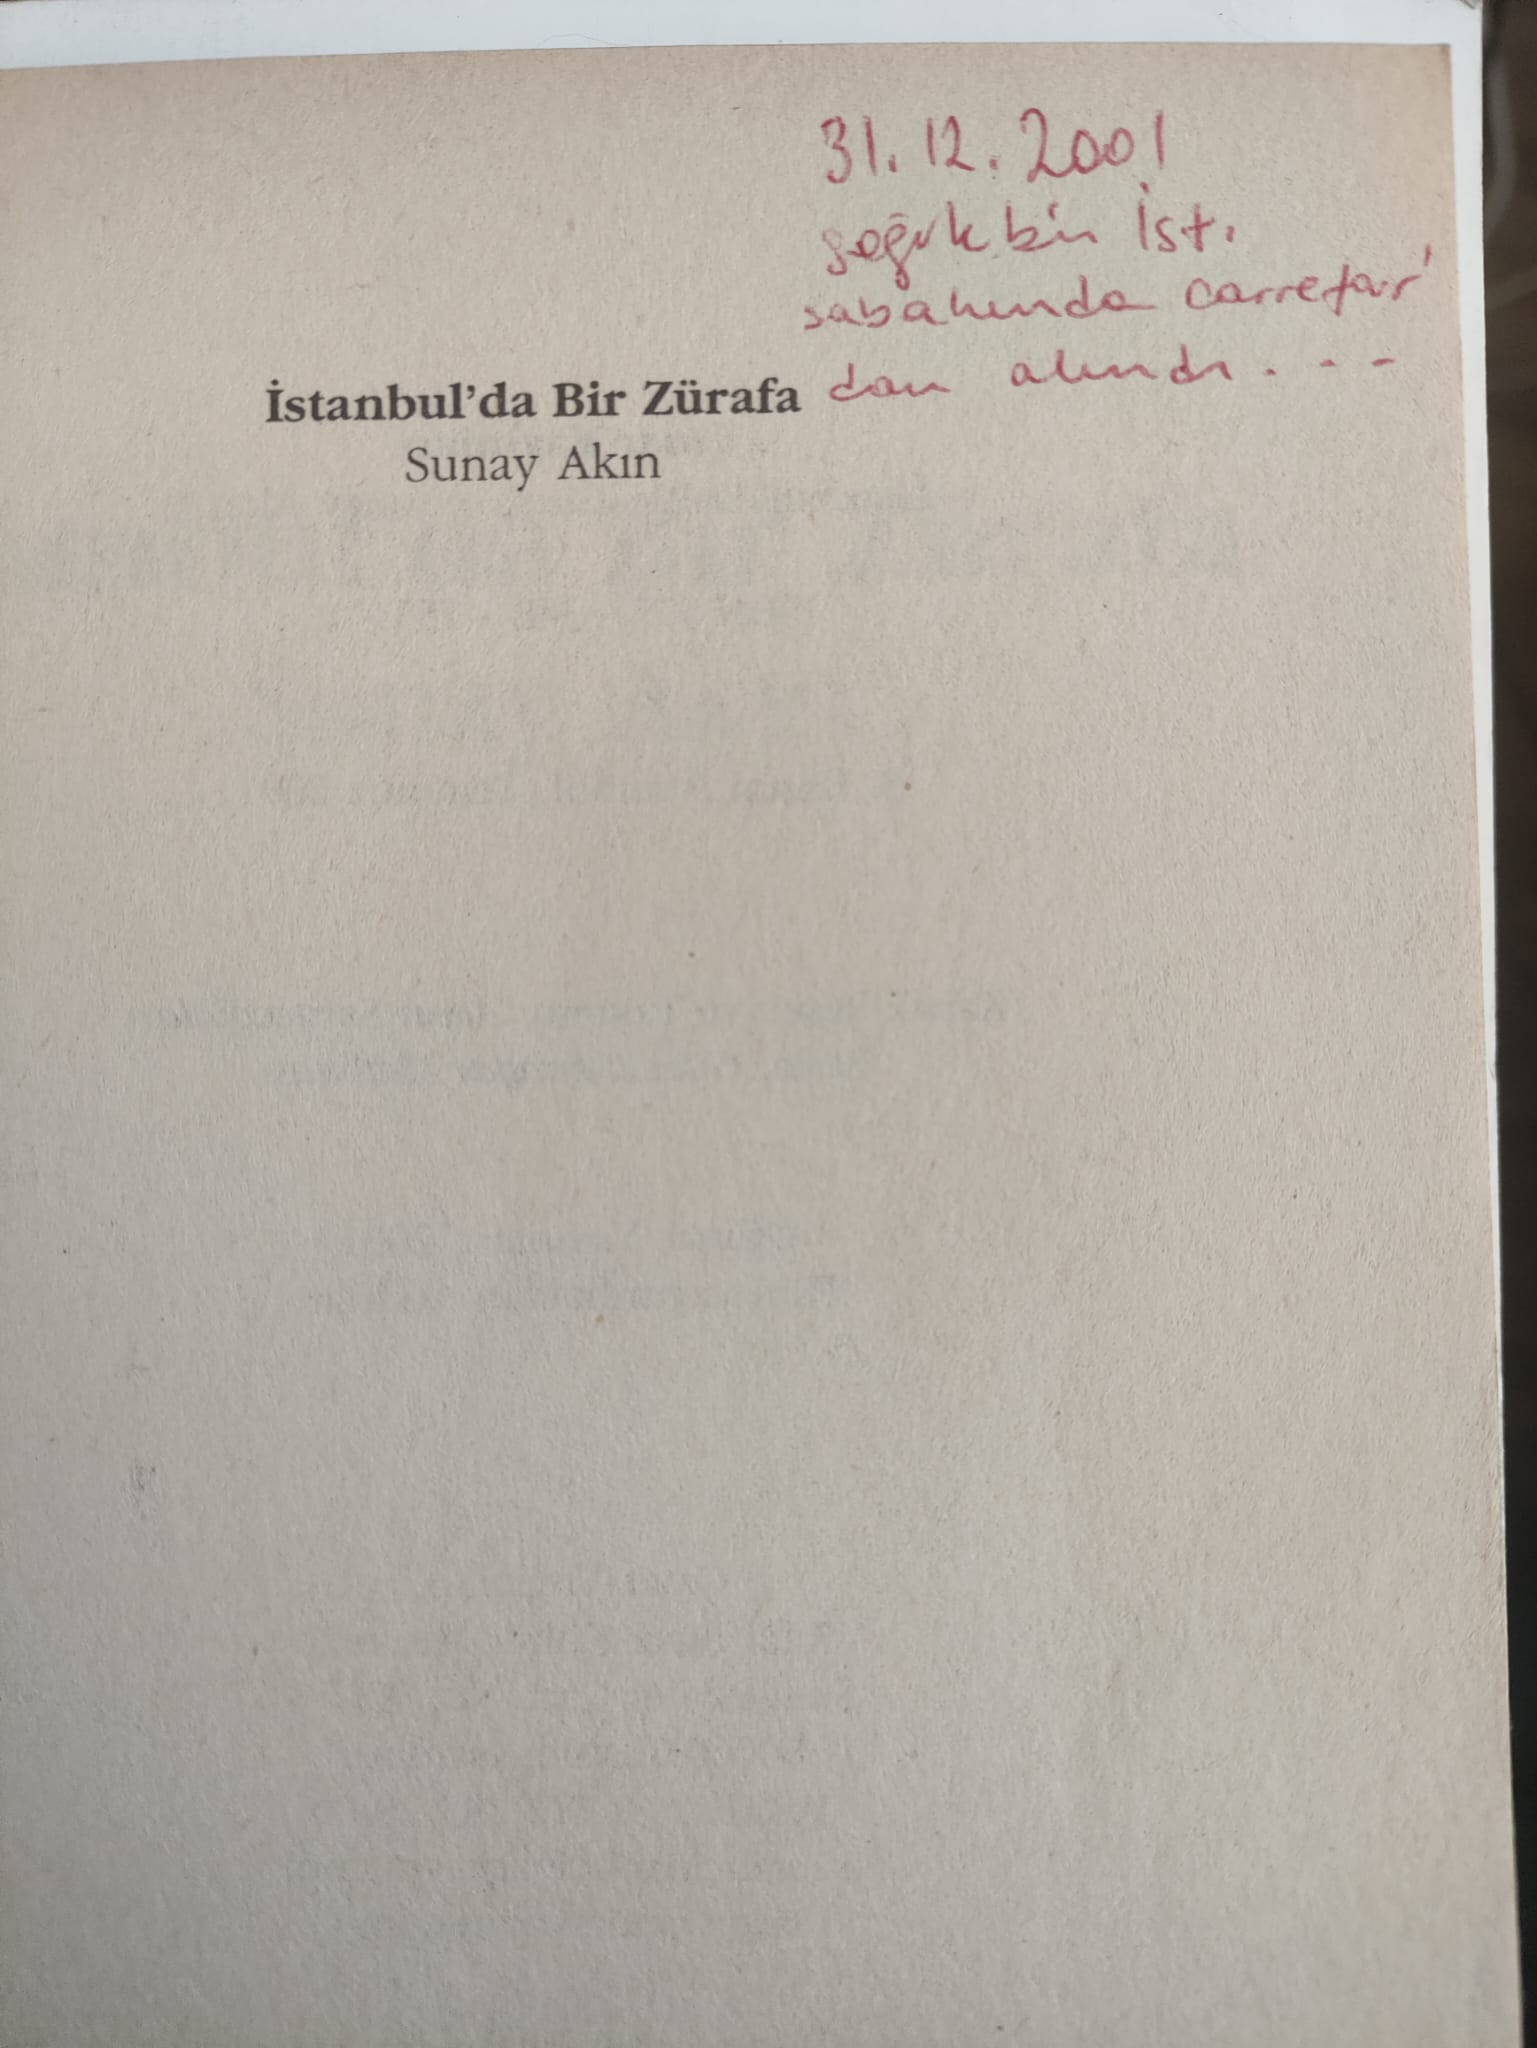 31.12.2001
soğuk bir İst.
sabahında carrefour'
dan alındı. . . .
İstanbul'da Bir Zürafa
Sunay Akın